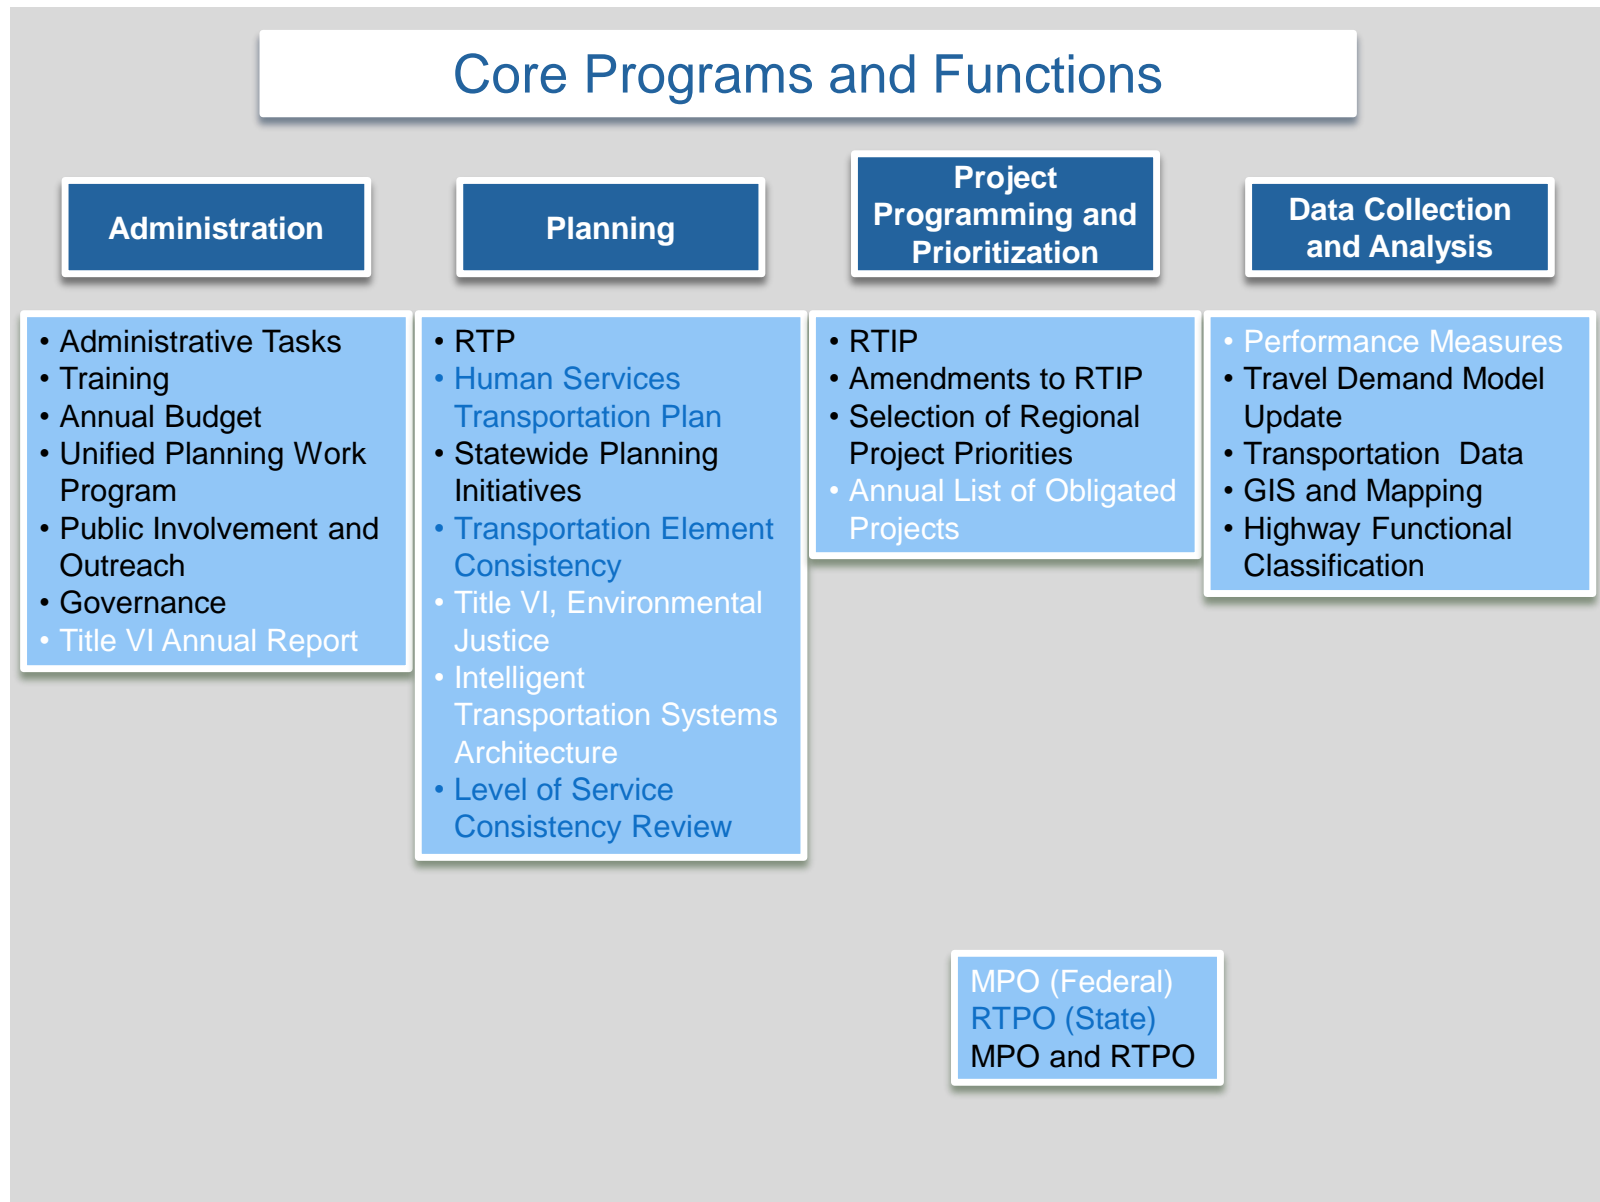 Core Programs and Functions
Administration
• Administrative Tasks
• Training
• Annual Budget
• Unified Planning Work
Program
• Public Involvement and
Outreach
• Governance
• Title VI Annual Report
Planning
• RTP
• Human Services
Transportation Plan
• Statewide Planning
Initiatives
• Transportation Element
Consistency
• Title VI, Environmental
Justice
• Intelligent
Transportation Systems
Architecture
• Level of Service
Consistency Review
Project
Programming and
Prioritization
• RTIP
• Amendments to RTIP
• Selection of Regional
Project Priorities
• Annual List of Obligated
Projects
Data Collection
and Analysis
• Performance Measures
• Travel Demand Model
Update
• Transportation  Data
• GIS and Mapping
• Highway Functional
Classification
MPO (Federal)
RTPO (State)
MPO and RTPO